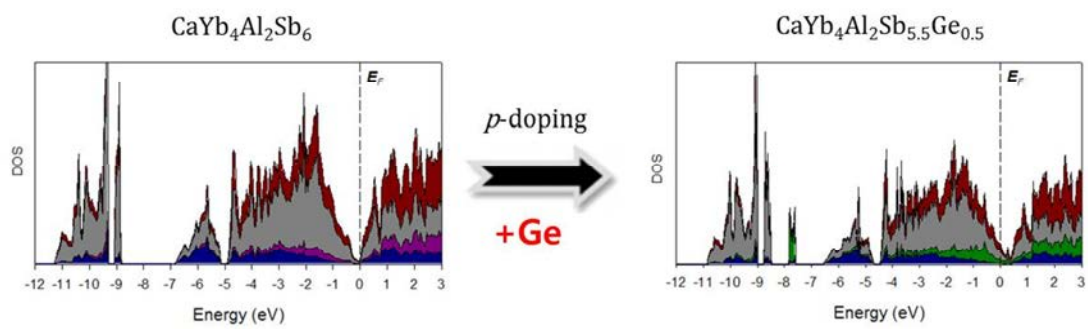 CaYb₄Al₂Sb₆
DOS
E_F
-12 -11 -10 -9 -8 -7 -6 -5 -4 -3 -2 -1 0 1 2 3
Energy (eV)
p-doping
+Ge
CaYb₄Al₂Sb₅.₅Ge₀.₅
DOS
E_F
-12 -11 -10 -9 -8 -7 -6 -5 -4 -3 -2 -1 0 1 2 3
Energy (eV)